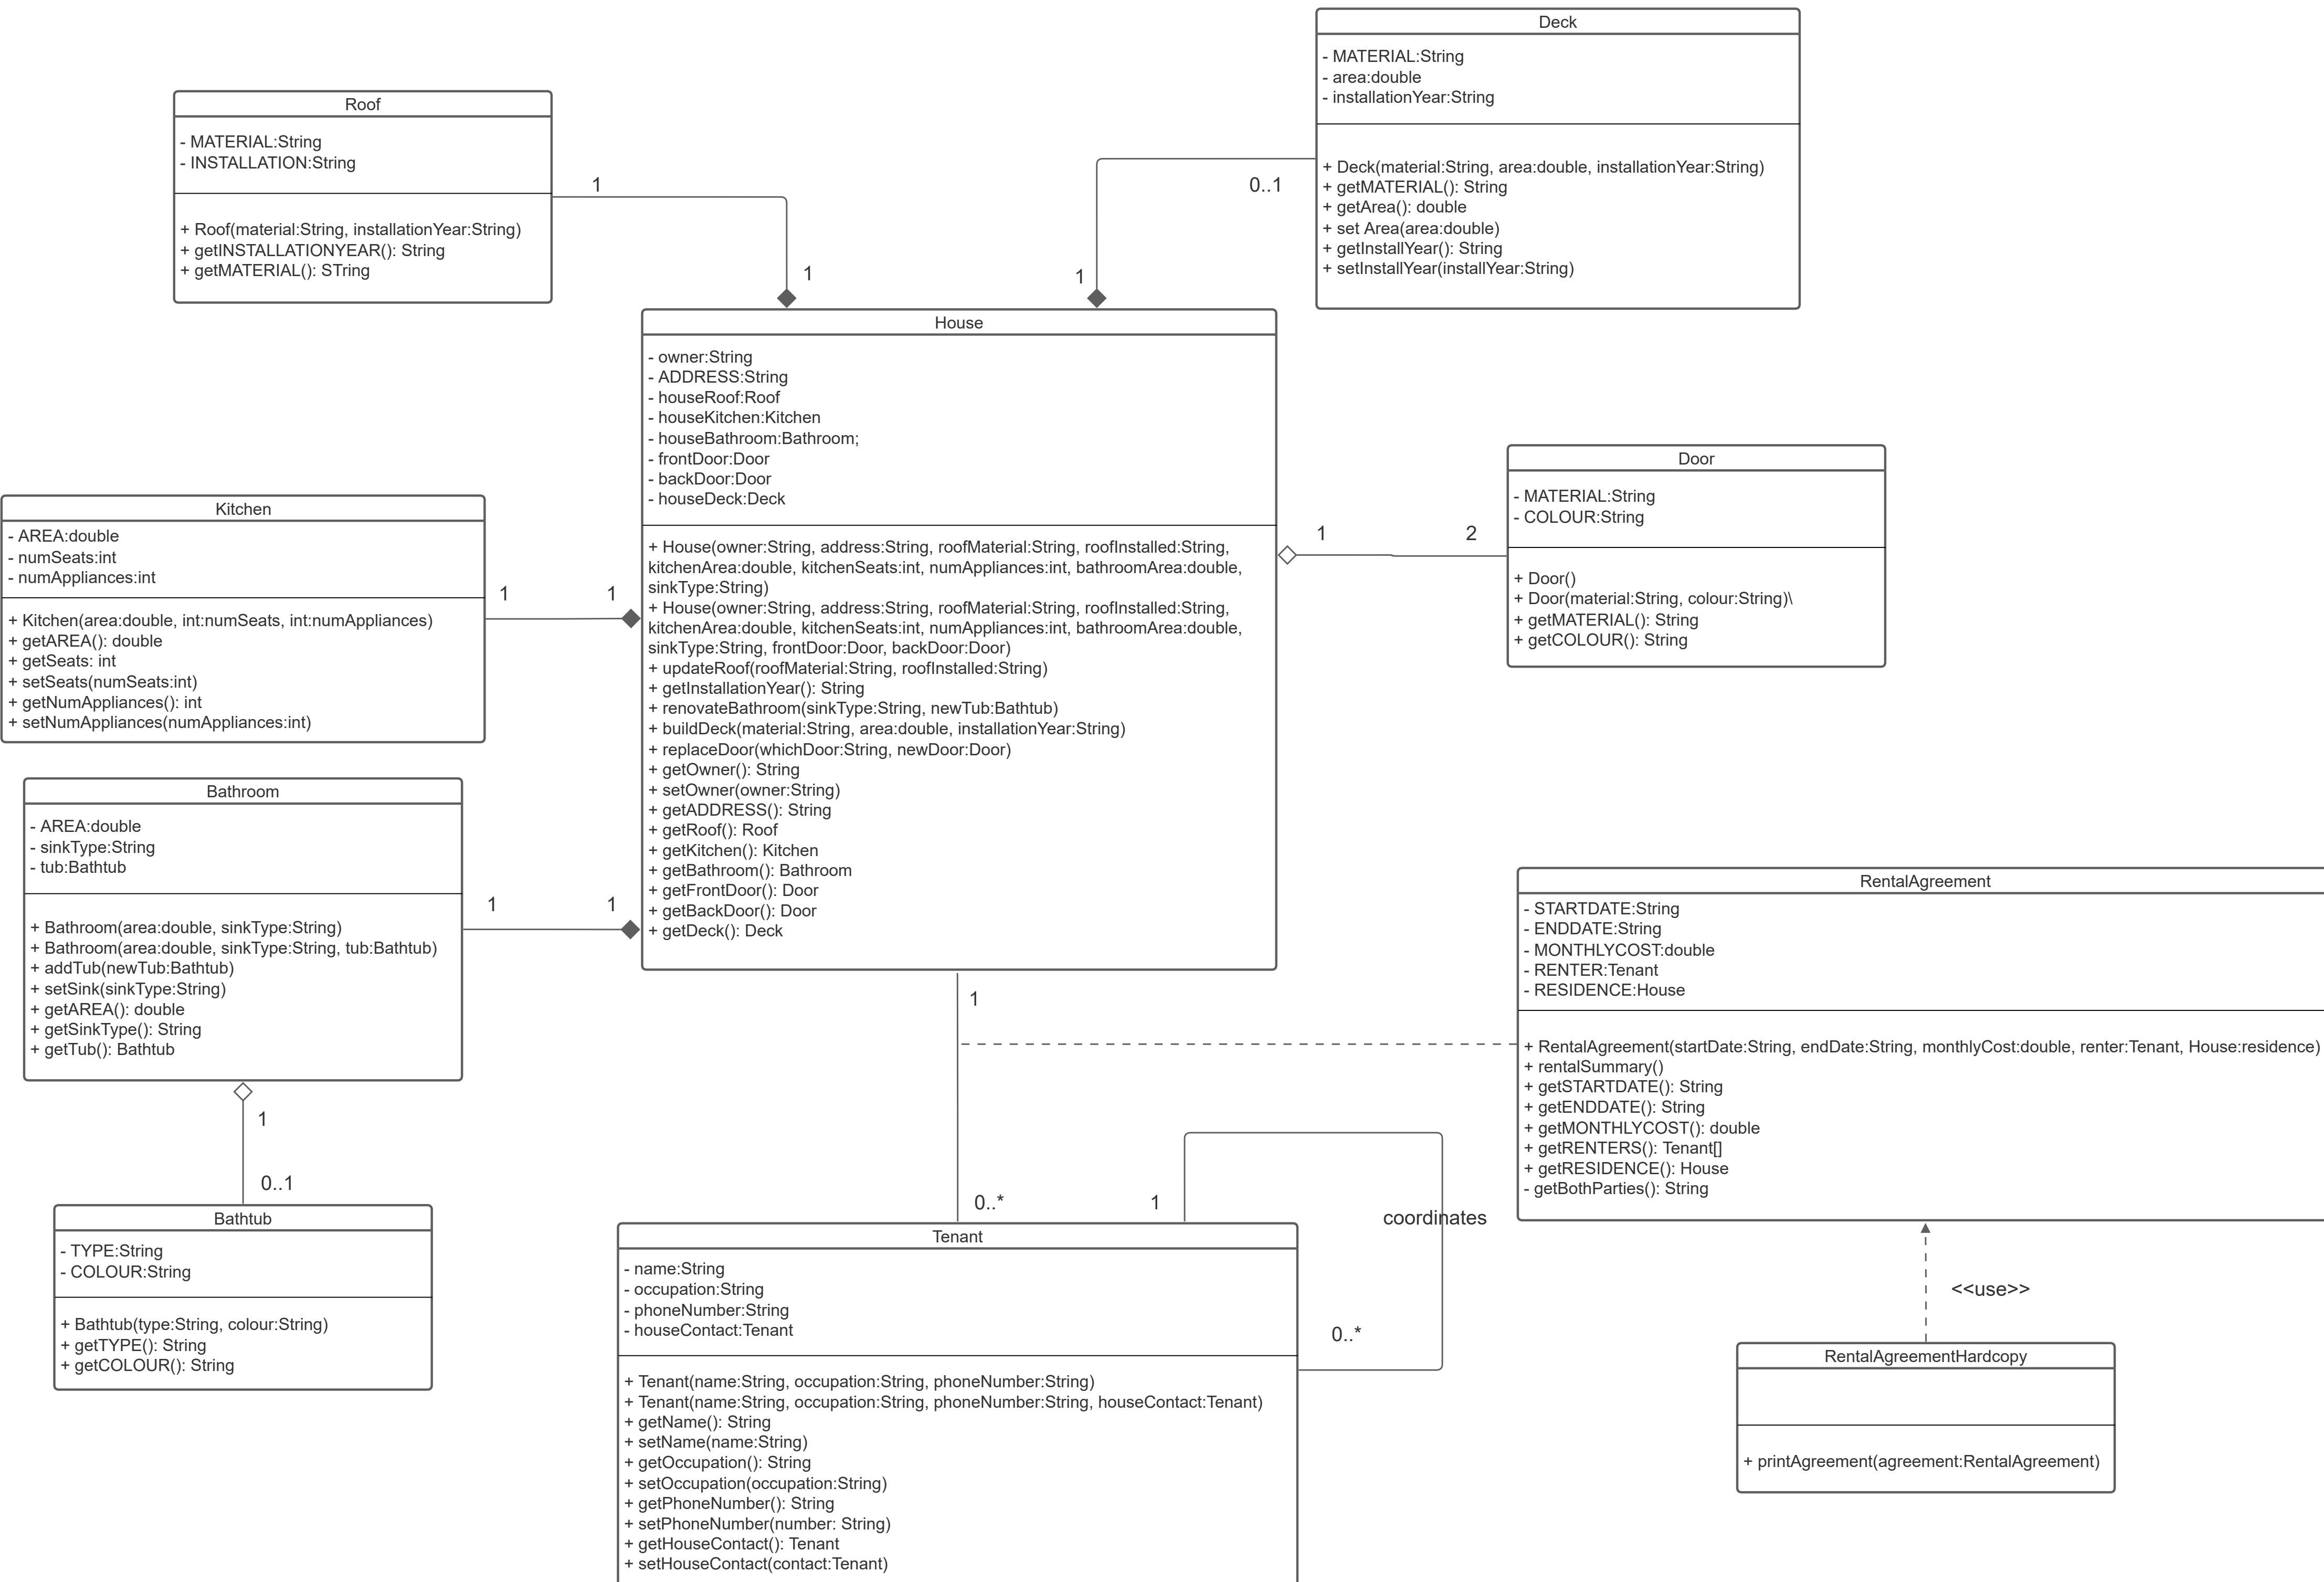 Deck
- MATERIAL:String
- area:double
- installationYear:String
+ Deck(material:String, area:double, installationYear:String)
+ getMATERIAL(): String
+ getArea(): double
+ set Area(area:double)
+ getInstallYear(): String
+ setInstallYear(installYear:String)
Roof
- MATERIAL:String
- INSTALLATION:String
+ Roof(material:String, installationYear:String)
+ getINSTALLATIONYEAR(): String
+ getMATERIAL(): STring
1
1
0..1
1
House
- owner:String
- ADDRESS:String
- houseRoof:Roof
- houseKitchen:Kitchen
- houseBathroom:Bathroom;
- frontDoor:Door
- backDoor:Door
- houseDeck:Deck
+ House(owner:String, address:String, roofMaterial:String, roofInstalled:String,
kitchenArea:double, kitchenSeats:int, numAppliances:int, bathroomArea:double,
sinkType:String)
+ House(owner:String, address:String, roofMaterial:String, roofInstalled:String,
kitchenArea:double, kitchenSeats:int, numAppliances:int, bathroomArea:double,
sinkType:String, frontDoor:Door, backDoor:Door)
+ updateRoof(roofMaterial:String, roofInstalled:String)
+ getInstallationYear(): String
+ renovateBathroom(sinkType:String, newTub:Bathtub)
+ buildDeck(material:String, area:double, installationYear:String)
+ replaceDoor(whichDoor:String, newDoor:Door)
+ getOwner(): String
+ setOwner(owner:String)
+ getADDRESS(): String
+ getRoof(): Roof
+ getKitchen(): Kitchen
+ getBathroom(): Bathroom
+ getFrontDoor(): Door
+ getBackDoor(): Door
+ getDeck(): Deck
Door
- MATERIAL:String
- COLOUR:String
+ Door()
+ Door(material:String, colour:String)\
+ getMATERIAL(): String
+ getCOLOUR(): String
1
2
Kitchen
- AREA:double
- numSeats:int
- numAppliances:int
+ Kitchen(area:double, int:numSeats, int:numAppliances)
+ getAREA(): double
+ getSeats: int
+ setSeats(numSeats:int)
+ getNumAppliances(): int
+ setNumAppliances(numAppliances:int)
1
1
Bathroom
- AREA:double
- sinkType:String
- tub:Bathtub
+ Bathroom(area:double, sinkType:String)
+ Bathroom(area:double, sinkType:String, tub:Bathtub)
+ addTub(newTub:Bathtub)
+ setSink(sinkType:String)
+ getAREA(): double
+ getSinkType(): String
+ getTub(): Bathtub
1
1
1
0..1
Bathtub
- TYPE:String
- COLOUR:String
+ Bathtub(type:String, colour:String)
+ getTYPE(): String
+ getCOLOUR(): String
RentalAgreement
- STARTDATE:String
- ENDDATE:String
- MONTHLYCOST:double
- RENTER:Tenant
- RESIDENCE:House
+ RentalAgreement(startDate:String, endDate:String, monthlyCost:double, renter:Tenant, House:residence)
+ rentalSummary()
+ getSTARTDATE(): String
+ getENDDATE(): String
+ getMONTHLYCOST(): double
+ getRENTERS(): Tenant[]
+ getRESIDENCE(): House
- getBothParties(): String
1
0..*
1
coordinates
0..*
Tenant
- name:String
- occupation:String
- phoneNumber:String
- houseContact:Tenant
+ Tenant(name:String, occupation:String, phoneNumber:String)
+ Tenant(name:String, occupation:String, phoneNumber:String, houseContact:Tenant)
+ getName(): String
+ setName(name:String)
+ getOccupation(): String
+ setOccupation(occupation:String)
+ getPhoneNumber(): String
+ setPhoneNumber(number: String)
+ getHouseContact(): Tenant
+ setHouseContact(contact:Tenant)
<<use>>
RentalAgreementHardcopy
+ printAgreement(agreement:RentalAgreement)